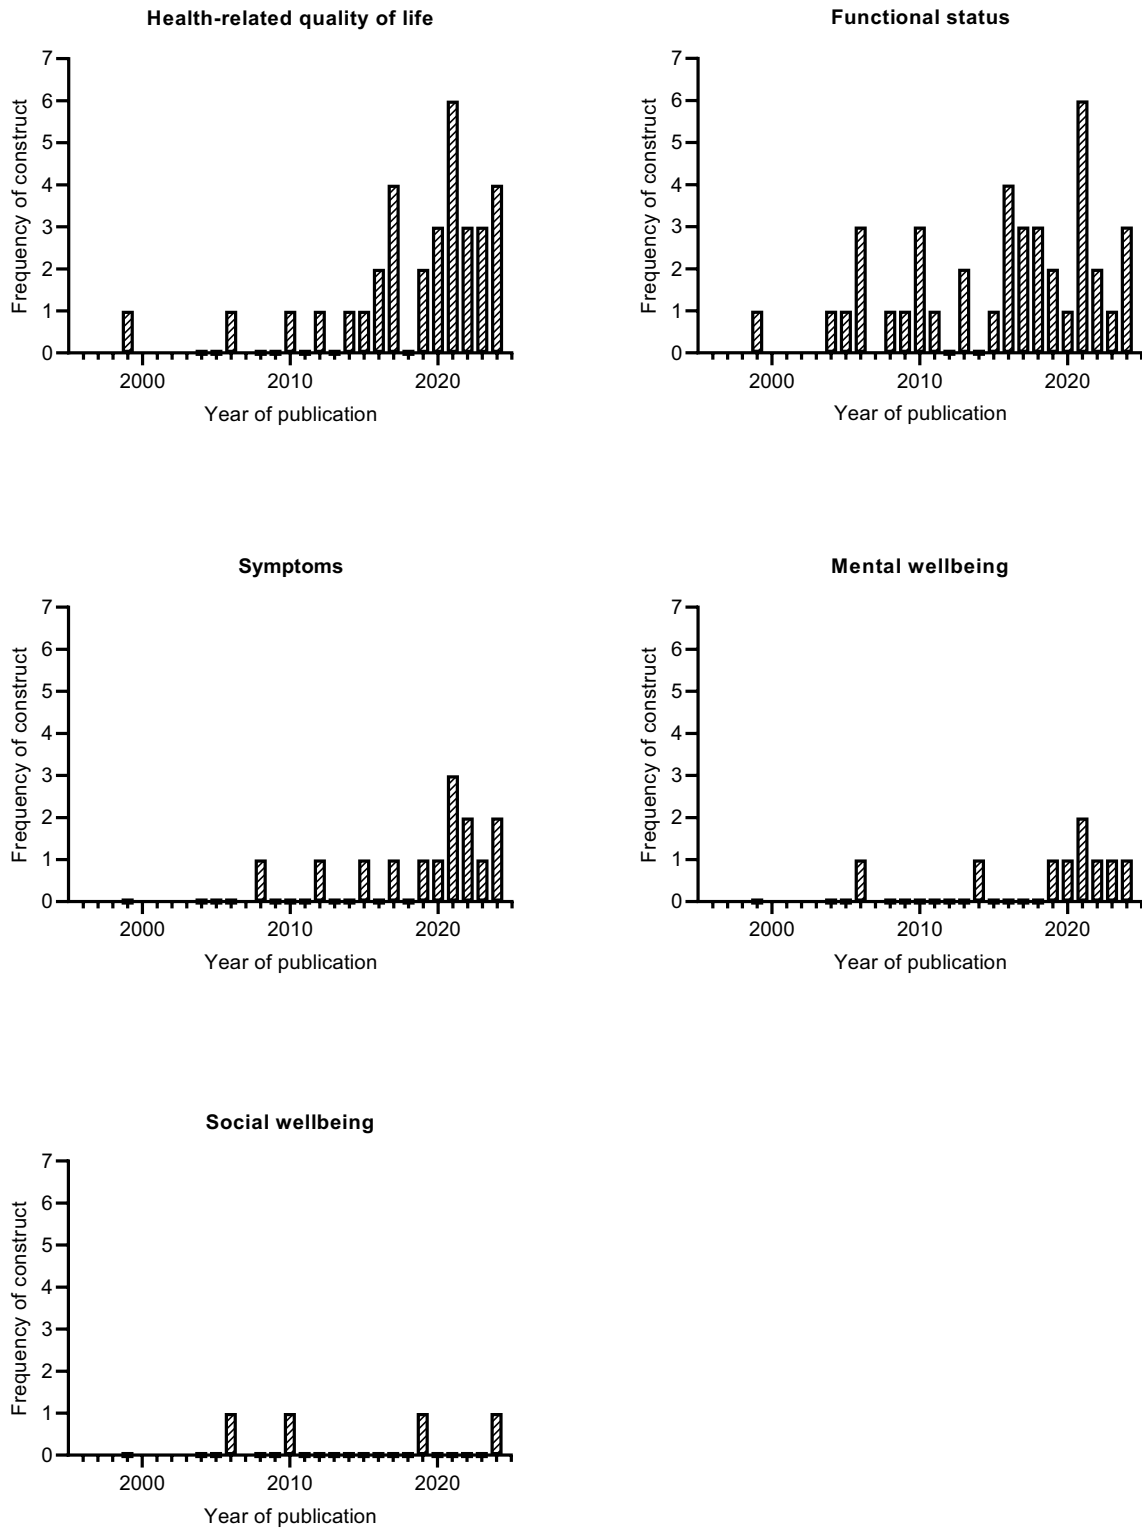 Health-related quality of life
7
6
5
4
3
2
1
0
Frequency of construct
2000 2010 2020
Year of publication
Functional status
7
6
5
4
3
2
1
0
Frequency of construct
2000 2010 2020
Year of publication
Symptoms
7
6
5
4
3
2
1
0
Frequency of construct
2000 2010 2020
Year of publication
Mental wellbeing
7
6
5
4
3
2
1
0
Frequency of construct
2000 2010 2020
Year of publication
Social wellbeing
7
6
5
4
3
2
1
0
Frequency of construct
2000 2010 2020
Year of publication